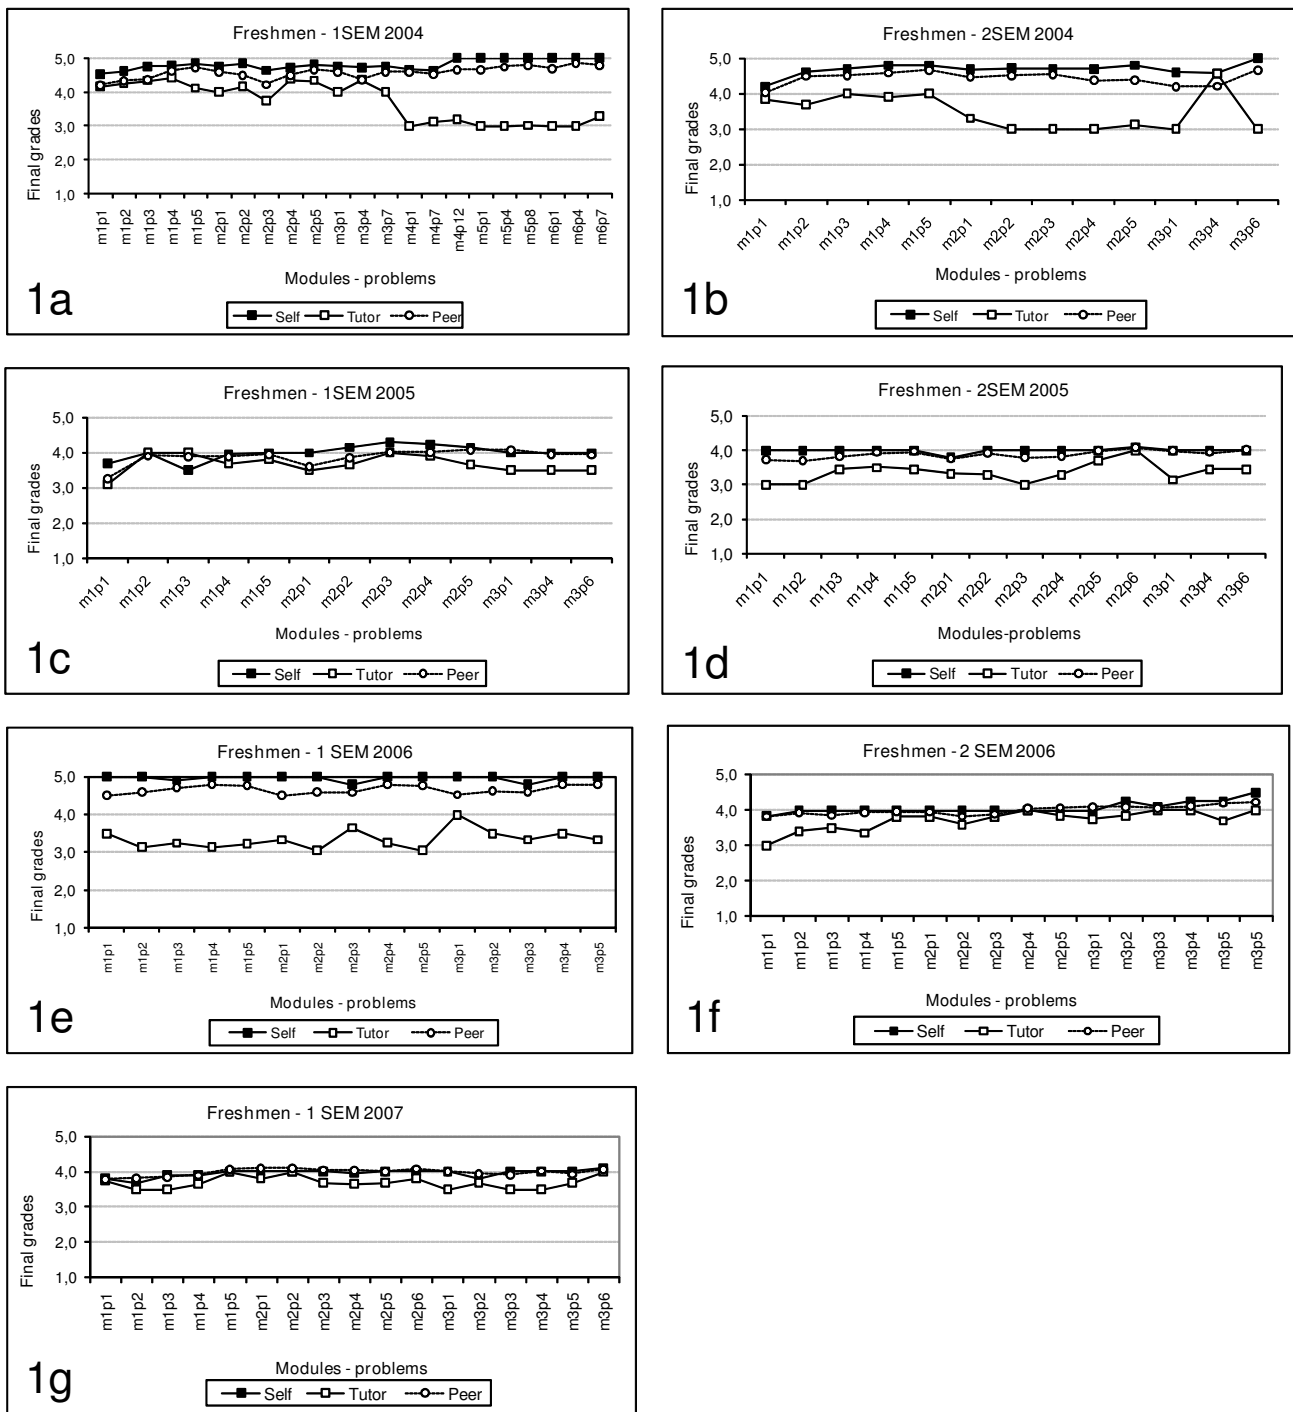 Freshmen - 1SEM 2004
Final grades
5,0
4,0
3,0
2,0
1,0
m1p1 m1p2 m1p3 m1p4 m1p5 m2p1 m2p2 m2p3 m2p4 m2p5 m3p1 m3p4 m3p7 m4p1 m4p7 m4p12 m5p1 m5p4 m5p8 m6p1 m6p4 m6p7
Modules - problems
1a
Self Tutor Peer
Freshmen - 2SEM 2004
Final grades
5,0
4,0
3,0
2,0
1,0
m1p1 m1p2 m1p3 m1p4 m1p5 m2p1 m2p2 m2p3 m2p4 m2p5 m3p1 m3p4 m3p6
Modules - problems
1b
Self Tutor Peer
Freshmen - 1SEM 2005
Final grades
5,0
4,0
3,0
2,0
1,0
m1p1 m1p2 m1p3 m1p4 m1p5 m2p1 m2p2 m2p3 m2p4 m2p5 m3p1 m3p4 m3p6
Modules - problems
1c
Self Tutor Peer
Freshmen - 2SEM 2005
Final grades
5,0
4,0
3,0
2,0
1,0
m1p1 m1p2 m1p3 m1p4 m1p5 m2p1 m2p2 m2p3 m2p4 m2p5 m2p6 m3p1 m3p4 m3p6
Modules-problems
1d
Self Tutor Peer
Freshmen - 1 SEM 2006
Final grades
5,0
4,0
3,0
2,0
1,0
m1p1 m1p2 m1p3 m1p4 m1p5 m2p1 m2p2 m2p3 m2p4 m2p5 m3p1 m3p2 m3p3 m3p4 m3p5
Modules - problems
1e
Self Tutor Peer
Freshmen - 2 SEM 2006
Final grades
5,0
4,0
3,0
2,0
1,0
m1p1 m1p2 m1p3 m1p4 m1p5 m2p1 m2p2 m2p3 m2p4 m2p5 m3p1 m3p2 m3p3 m3p4 m3p5 m3p5
Modules - problems
1f
Self Tutor Peer
Freshmen - 1 SEM 2007
Final grades
5,0
4,0
3,0
2,0
1,0
m1p1 m1p2 m1p3 m1p4 m1p5 m2p1 m2p2 m2p3 m2p4 m2p5 m2p6 m3p1 m3p2 m3p3 m3p4 m3p5 m3p6
Modules - problems
1g
Self Tutor Peer